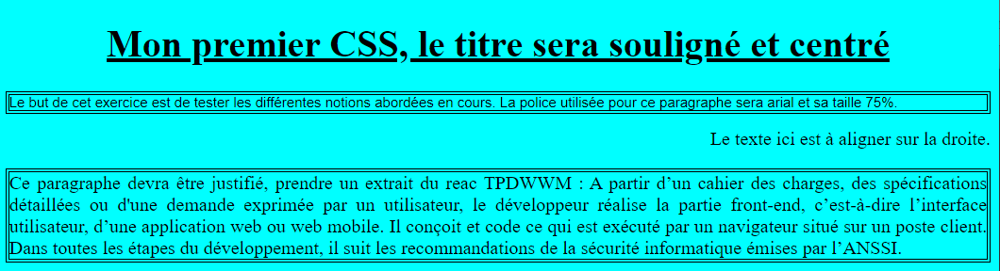 Mon premier CSS, le titre sera souligné et centré
Le but de cet exercice est de tester les différentes notions abordées en cours. La police utilisée pour ce paragraphe sera arial et sa taille 75%.
Le texte ici est à aligner sur la droite.
Ce paragraphe devra être justifié, prendre un extrait du reac TPDWWM : A partir d’un cahier des charges, des spécifications
détaillées ou d'une demande exprimée par un utilisateur, le développeur réalise la partie front-end, c’est-à-dire l’interface
utilisateur, d’une application web ou web mobile. Il conçoit et code ce qui est exécuté par un navigateur situé sur un poste client.
Dans toutes les étapes du développement, il suit les recommandations de la sécurité informatique émises par l’ANSSI.